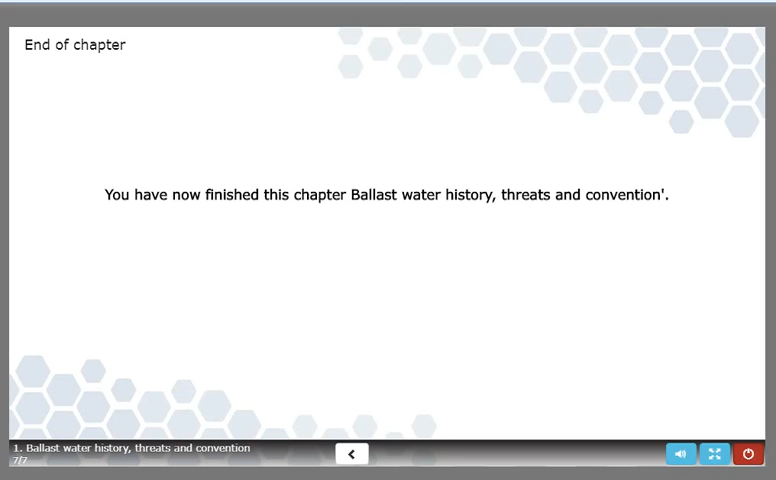 End of chapter
You have now finished this chapter Ballast water history, threats and convention'.
1. Ballast water history, threats and convention
7/7